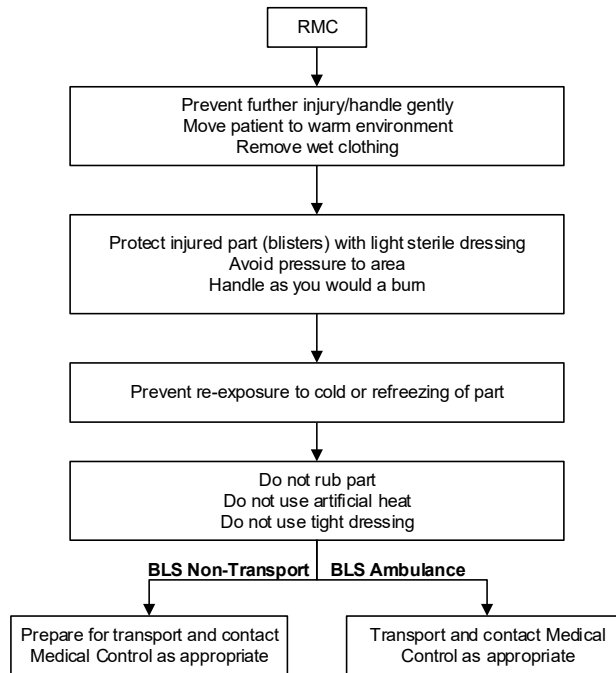 RMC
Prevent further injury/handle gently
Move patient to warm environment
Remove wet clothing
Protect injured part (blisters) with light sterile dressing
Avoid pressure to area
Handle as you would a burn
Prevent re-exposure to cold or refreezing of part
Do not rub part
Do not use artificial heat
Do not use tight dressing
BLS Non-Transport
BLS Ambulance
Prepare for transport and contact
Medical Control as appropriate
Transport and contact Medical
Control as appropriate